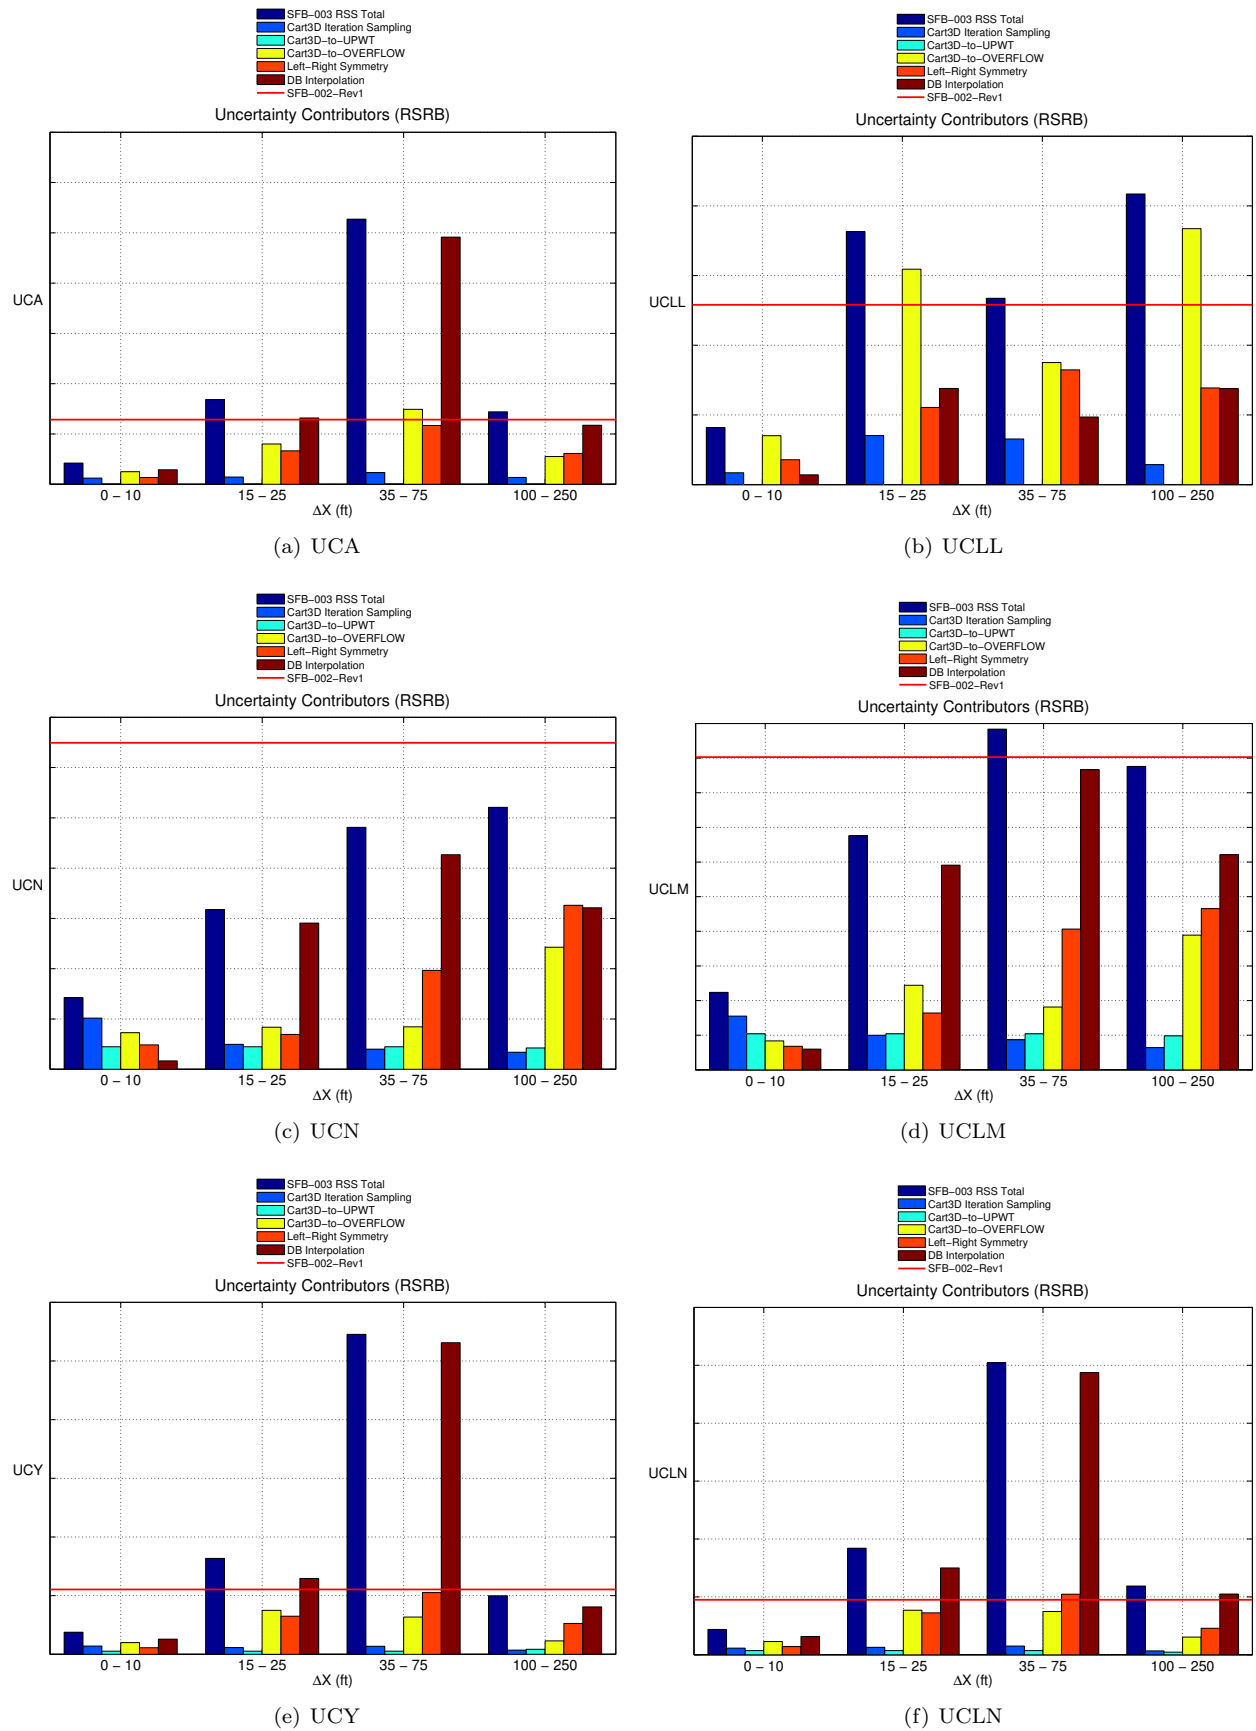 SFB−003 RSS Total
Cart3D Iteration Sampling
Cart3D−to−UPWT
Cart3D−to−OVERFLOW
Left−Right Symmetry
DB Interpolation
SFB−002−Rev1
Uncertainty Contributors (RSRB)
UCA
0 − 10 15 − 25 35 − 75 100 − 250
ΔX (ft)
(a) UCA
SFB−003 RSS Total
Cart3D Iteration Sampling
Cart3D−to−UPWT
Cart3D−to−OVERFLOW
Left−Right Symmetry
DB Interpolation
SFB−002−Rev1
Uncertainty Contributors (RSRB)
UCLL
0 − 10 15 − 25 35 − 75 100 − 250
ΔX (ft)
(b) UCLL
SFB−003 RSS Total
Cart3D Iteration Sampling
Cart3D−to−UPWT
Cart3D−to−OVERFLOW
Left−Right Symmetry
DB Interpolation
SFB−002−Rev1
Uncertainty Contributors (RSRB)
UCN
0 − 10 15 − 25 35 − 75 100 − 250
ΔX (ft)
(c) UCN
SFB−003 RSS Total
Cart3D Iteration Sampling
Cart3D−to−UPWT
Cart3D−to−OVERFLOW
Left−Right Symmetry
DB Interpolation
SFB−002−Rev1
Uncertainty Contributors (RSRB)
UCLM
0 − 10 15 − 25 35 − 75 100 − 250
ΔX (ft)
(d) UCLM
SFB−003 RSS Total
Cart3D Iteration Sampling
Cart3D−to−UPWT
Cart3D−to−OVERFLOW
Left−Right Symmetry
DB Interpolation
SFB−002−Rev1
Uncertainty Contributors (RSRB)
UCY
0 − 10 15 − 25 35 − 75 100 − 250
ΔX (ft)
(e) UCY
SFB−003 RSS Total
Cart3D Iteration Sampling
Cart3D−to−UPWT
Cart3D−to−OVERFLOW
Left−Right Symmetry
DB Interpolation
SFB−002−Rev1
Uncertainty Contributors (RSRB)
UCLN
0 − 10 15 − 25 35 − 75 100 − 250
ΔX (ft)
(f) UCLN